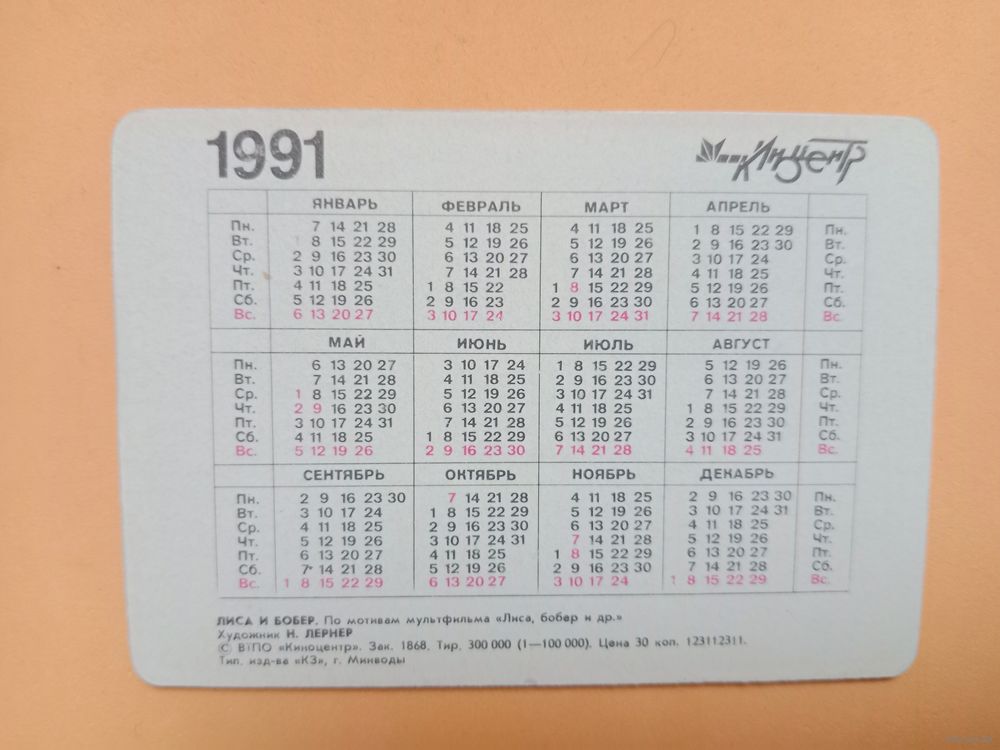 1991
Киноцентр
ЯНВАРЬ ФЕВРАЛЬ МАРТ АПРЕЛЬ
Пн. 7 14 21 28 4 11 18 25 4 11 18 25 1 8 15 22 29 Пн.
Вт. 1 8 15 22 29 5 12 19 26 5 12 19 26 2 9 16 23 30 Вт.
Ср. 2 9 16 23 30 6 13 20 27 6 13 20 27 3 10 17 24 Ср.
Чт. 3 10 17 24 31 7 14 21 28 7 14 21 28 4 11 18 25 Чт.
Пт. 4 11 18 25 1 8 15 22 1 8 15 22 29 5 12 19 26 Пт.
Сб. 5 12 19 26 2 9 16 23 2 9 16 23 30 6 13 20 27 Сб.
Вс. 6 13 20 27 3 10 17 24 3 10 17 24 31 7 14 21 28 Вс.
МАЙ ИЮНЬ ИЮЛЬ АВГУСТ
Пн. 6 13 20 27 3 10 17 24 1 8 15 22 29 5 12 19 26 Пн.
Вт. 7 14 21 28 4 11 18 25 2 9 16 23 30 6 13 20 27 Вт.
Ср. 1 8 15 22 29 5 12 19 26 3 10 17 24 31 7 14 21 28 Ср.
Чт. 2 9 16 23 30 6 13 20 27 4 11 18 25 1 8 15 22 29 Чт.
Пт. 3 10 17 24 31 7 14 21 28 5 12 19 26 2 9 16 23 30 Пт.
Сб. 4 11 18 25 1 8 15 22 29 6 13 20 27 3 10 17 24 31 Сб.
Вс. 5 12 19 26 2 9 16 23 30 7 14 21 28 4 11 18 25 Вс.
СЕНТЯБРЬ ОКТЯБРЬ НОЯБРЬ ДЕКАБРЬ
Пн. 2 9 16 23 30 7 14 21 28 4 11 18 25 2 9 16 23 30 Пн.
Вт. 3 10 17 24 1 8 15 22 29 5 12 19 26 3 10 17 24 31 Вт.
Ср. 4 11 18 25 2 9 16 23 30 6 13 20 27 4 11 18 25 Ср.
Чт. 5 12 19 26 3 10 17 24 31 7 14 21 28 5 12 19 26 Чт.
Пт. 6 13 20 27 4 11 18 25 1 8 15 22 29 6 13 20 27 Пт.
Сб. 7 14 21 28 5 12 19 26 2 9 16 23 30 7 14 21 28 Сб.
Вс. 1 8 15 22 29 6 13 20 27 3 10 17 24 1 8 15 22 29 Вс.
ЛИСА И БОБЕР. По мотивам мультфильма «Лиса, бобер и др.»
Художник Н. ЛЕРНЕР
© ВТПО «Киноцентр». Зак. 1868. Тир. 300 000 (1—100 000). Цена 30 коп. 123112311.
Тип. изд-ва «КЗ», г. Минводы